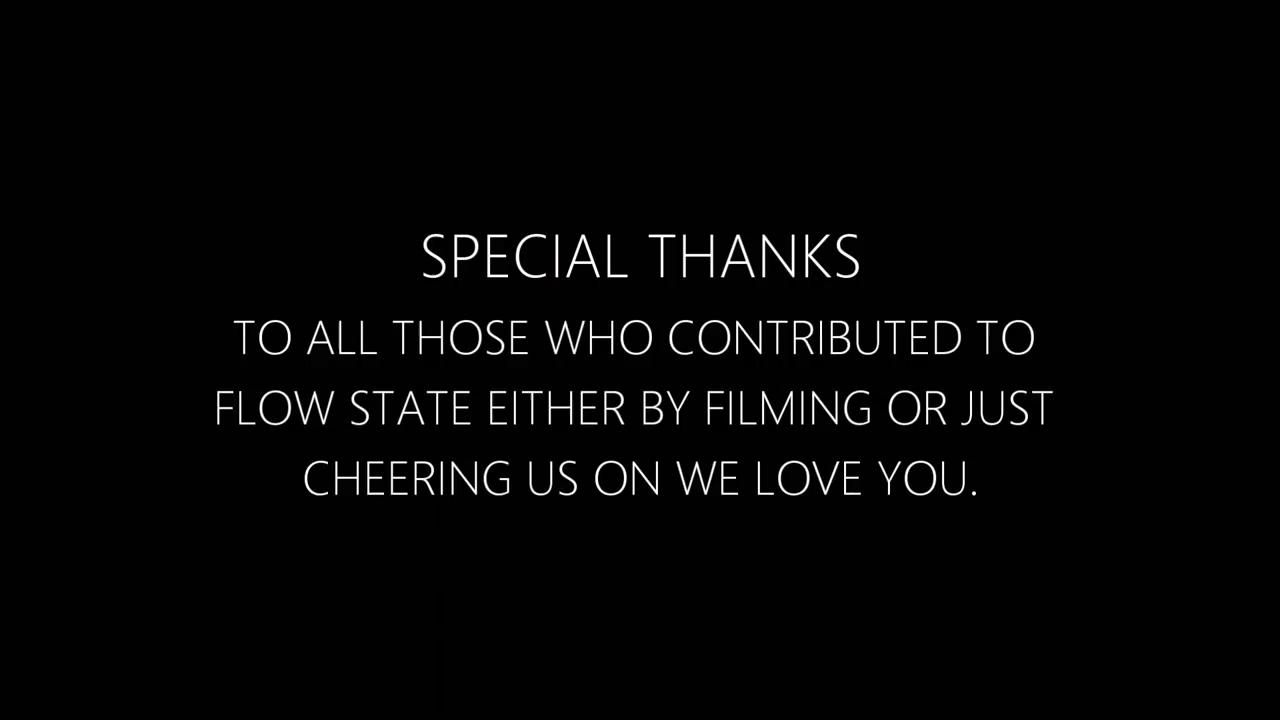 SPECIAL THANKS
TO ALL THOSE WHO CONTRIBUTED TO
FLOW STATE EITHER BY FILMING OR JUST
CHEERING US ON WE LOVE YOU.